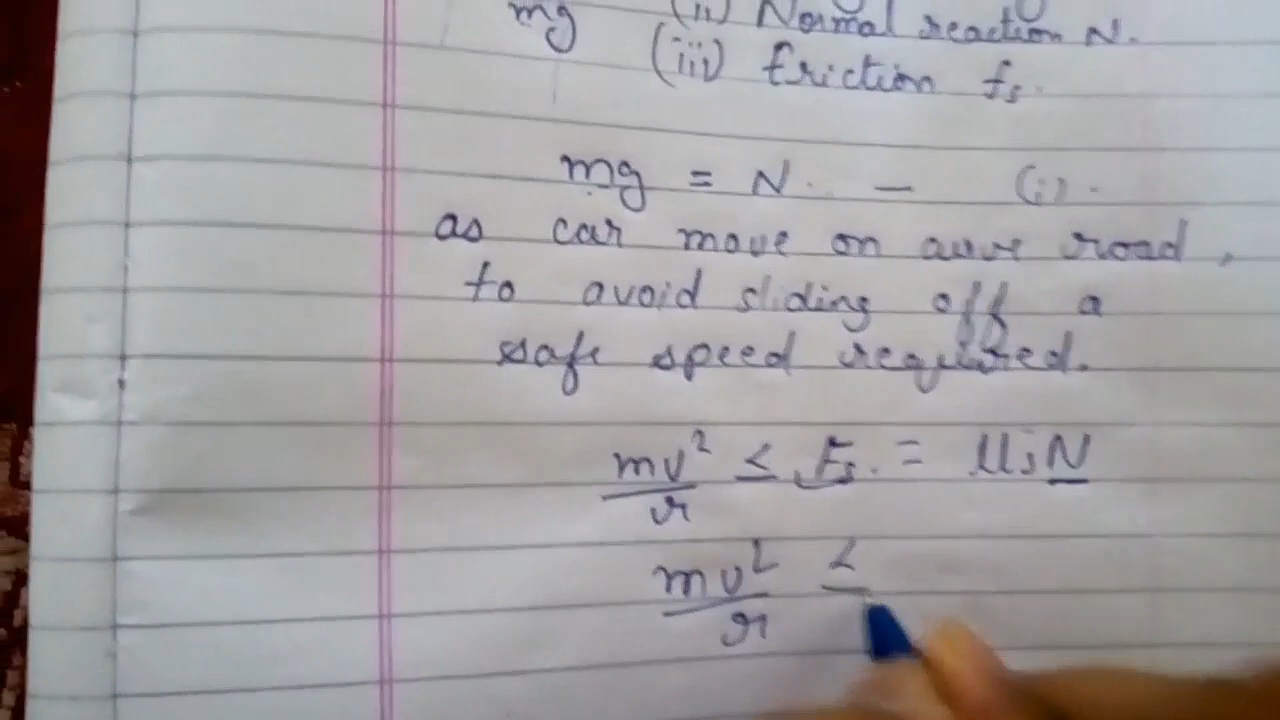 mg (ii) Normal reaction N.
(iii) friction fs.
mg = N. — (i).
as car move on curve road,
to avoid sliding off a
safe speed required.
mv² ≤ Fs. = μsN
r
mv² ≤
r